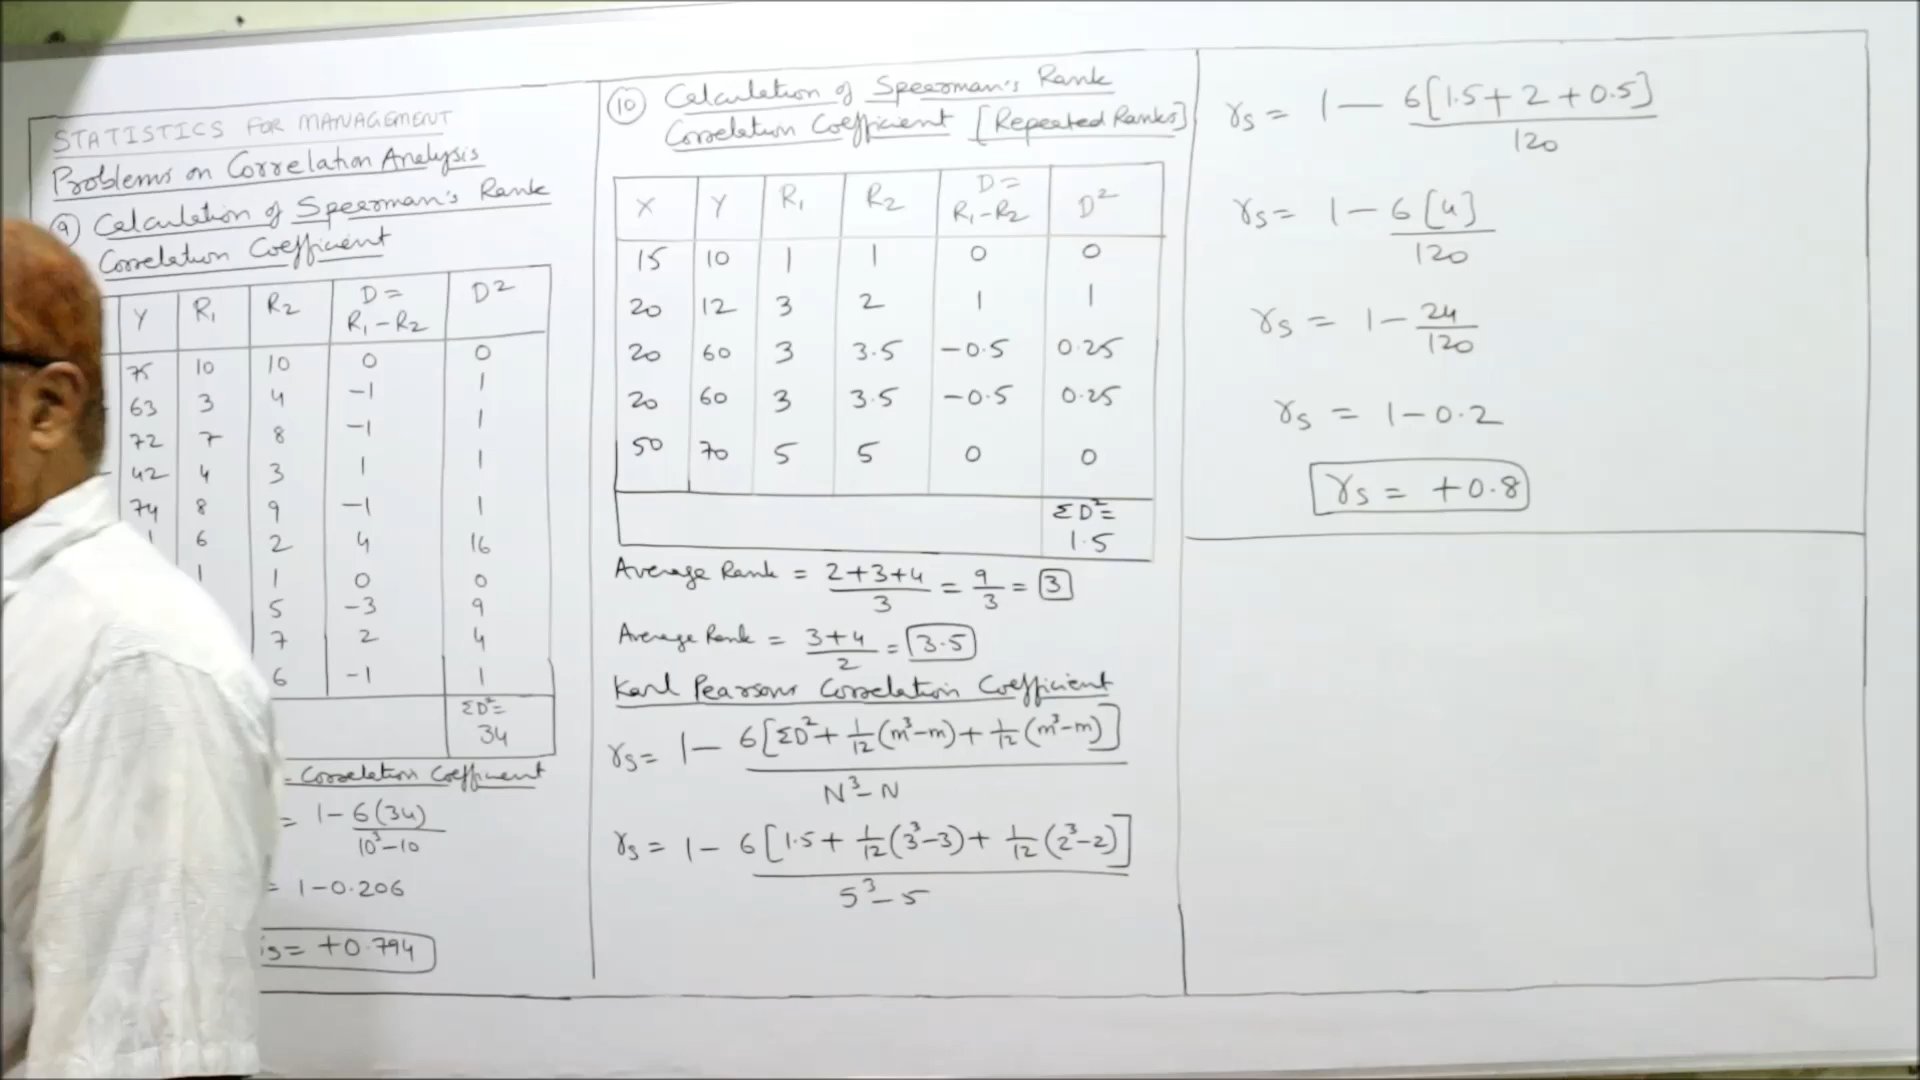 STATISTICS FOR MANAGEMENT
Problems on Correlation Analysis
9) Calculation of Spearman's Rank
Correlation Coefficient
Y R₁ R₂ D = R₁-R₂ D²
75 10 10 0 0
63 3 4 -1 1
72 7 8 -1 1
42 4 3 1 1
74 8 9 -1 1
6 2 4 16
1 1 0 0
5 -3 9
7 2 4
6 -1 1
ΣD²=
34
Correlation Coefficient
= 1 - 6(34)
10³-10
= 1-0.206
= +0.794
10 Calculation of Spearman's Rank
Correlation Coefficient [Repeated Ranks]
X Y R₁ R₂ D = R₁-R₂ D²
15 10 1 1 0 0
20 12 3 2 1 1
20 60 3 3.5 -0.5 0.25
20 60 3 3.5 -0.5 0.25
50 70 5 5 0 0
ΣD²=
1.5
Average Rank = 2+3+4/3 = 9/3 = 3
Average Rank = 3+4/2 = 3.5
Karl Pearsons Correlation Coefficient
rs = 1 - 6[ΣD²+ 1/12(m³-m)+ 1/12(m³-m)]
N³-N
rs = 1 - 6[1.5+ 1/12(3³-3)+ 1/12(2³-2)]
5³-5
rs = 1 - 6[1.5+2+0.5]
120
rs = 1 - 6[4]
120
rs = 1 - 24
120
rs = 1-0.2
rs = +0.8